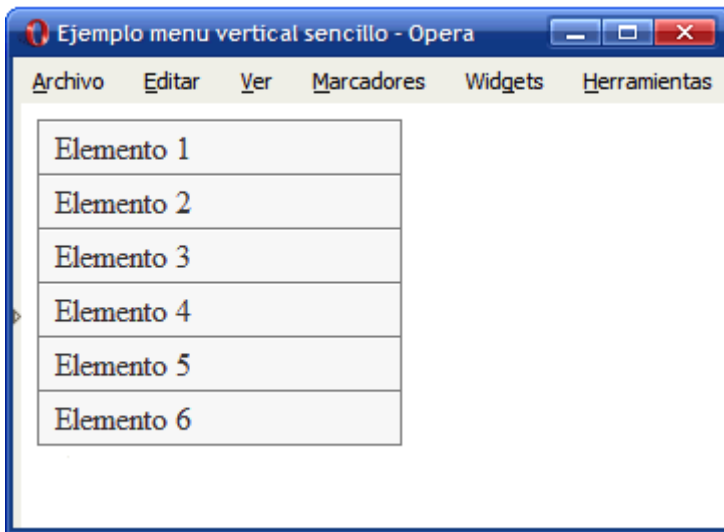 Ejemplo menu vertical sencillo - Opera
Archivo Editar Ver Marcadores Widgets Herramientas
Elemento 1
Elemento 2
Elemento 3
Elemento 4
Elemento 5
Elemento 6